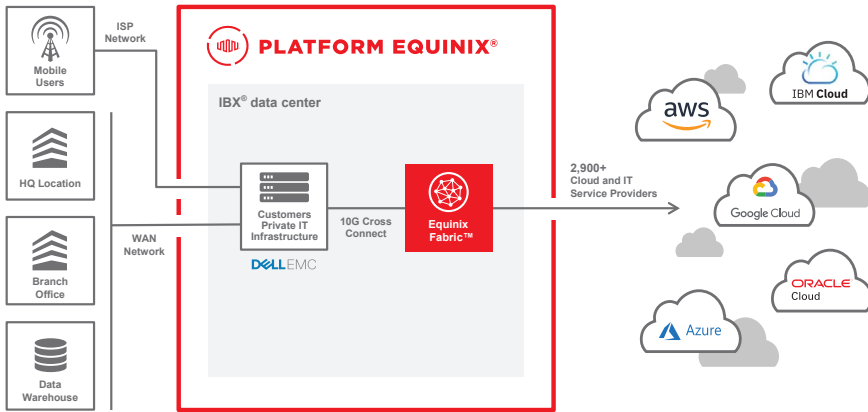 Mobile
Users
HQ Location
Branch
Office
Data
Warehouse
ISP
Network
WAN
Network
PLATFORM EQUINIX®
IBX® data center
Customers
Private IT
Infrastructure
DELLEMC
10G Cross
Connect
Equinix
Fabric™
2,900+
Cloud and IT
Service Providers
aws
IBM Cloud
Google Cloud
ORACLE
Cloud
Azure